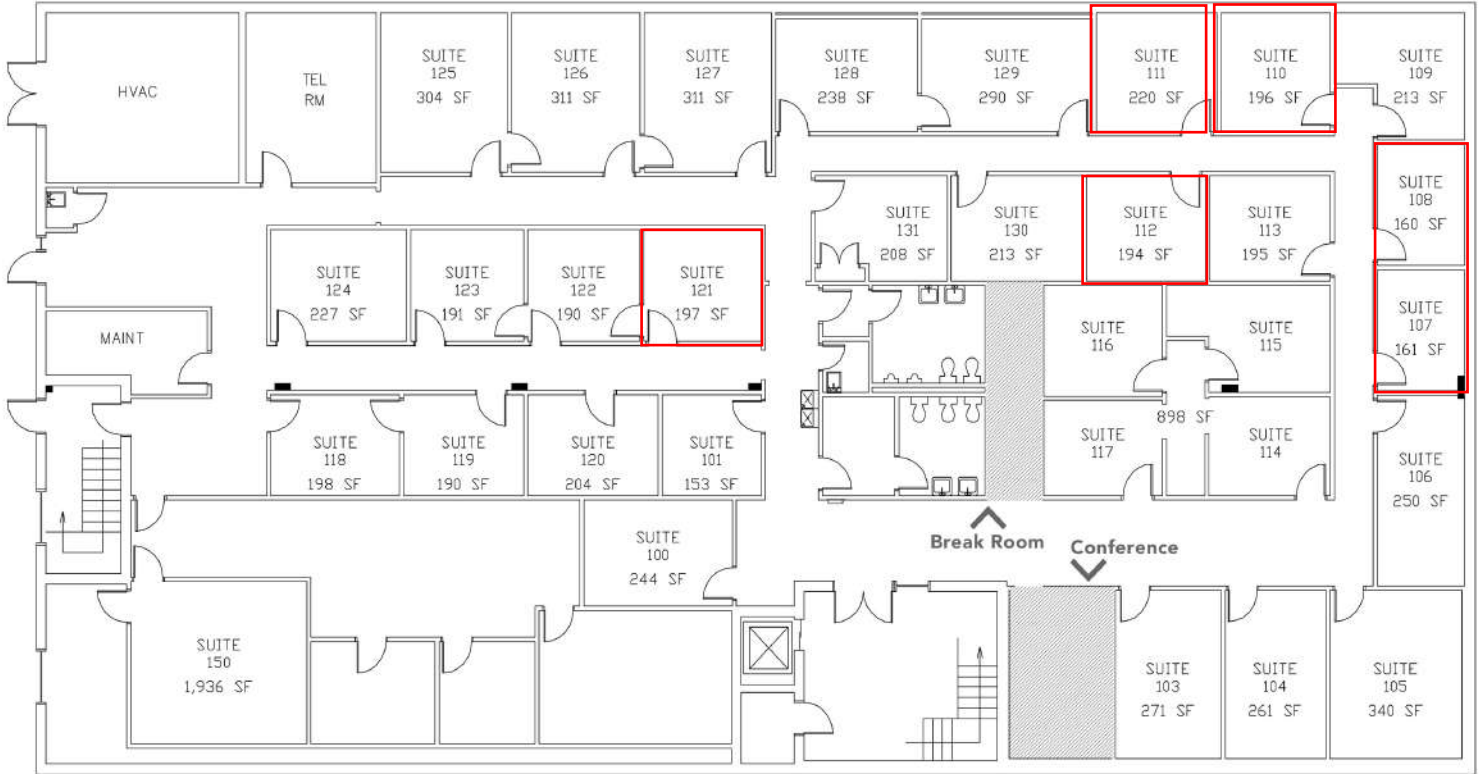 HVAC
TEL
RM
SUITE
125
304 SF
SUITE
126
311 SF
SUITE
127
311 SF
SUITE
128
238 SF
SUITE
129
290 SF
SUITE
111
220 SF
SUITE
110
196 SF
SUITE
109
213 SF
SUITE
108
160 SF
SUITE
131
208 SF
SUITE
130
213 SF
SUITE
112
194 SF
SUITE
113
195 SF
SUITE
124
227 SF
SUITE
123
191 SF
SUITE
122
190 SF
SUITE
121
197 SF
MAINT
SUITE
116
SUITE
115
SUITE
107
161 SF
898 SF
SUITE
118
198 SF
SUITE
119
190 SF
SUITE
120
204 SF
SUITE
101
153 SF
SUITE
117
SUITE
114
SUITE
106
250 SF
SUITE
100
244 SF
Break Room
Conference
SUITE
150
1,936 SF
SUITE
103
271 SF
SUITE
104
261 SF
SUITE
105
340 SF